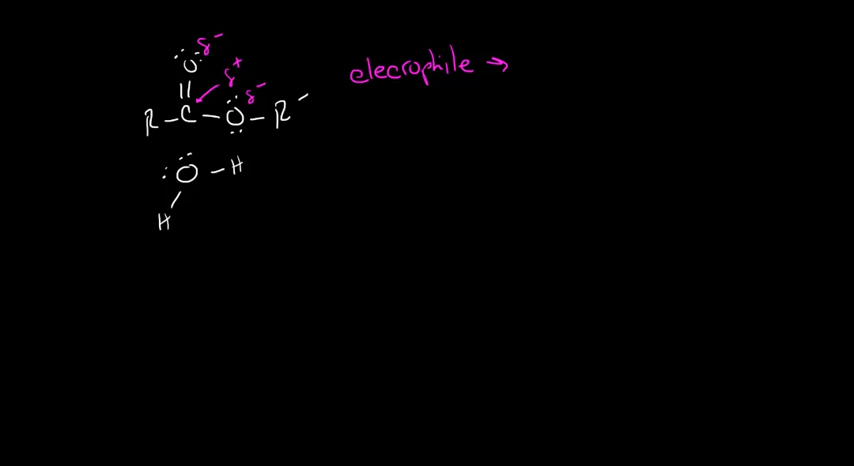 :O: δ-
δ+
elecrophile →
δ-
R-C-O-R'
:O-H
H